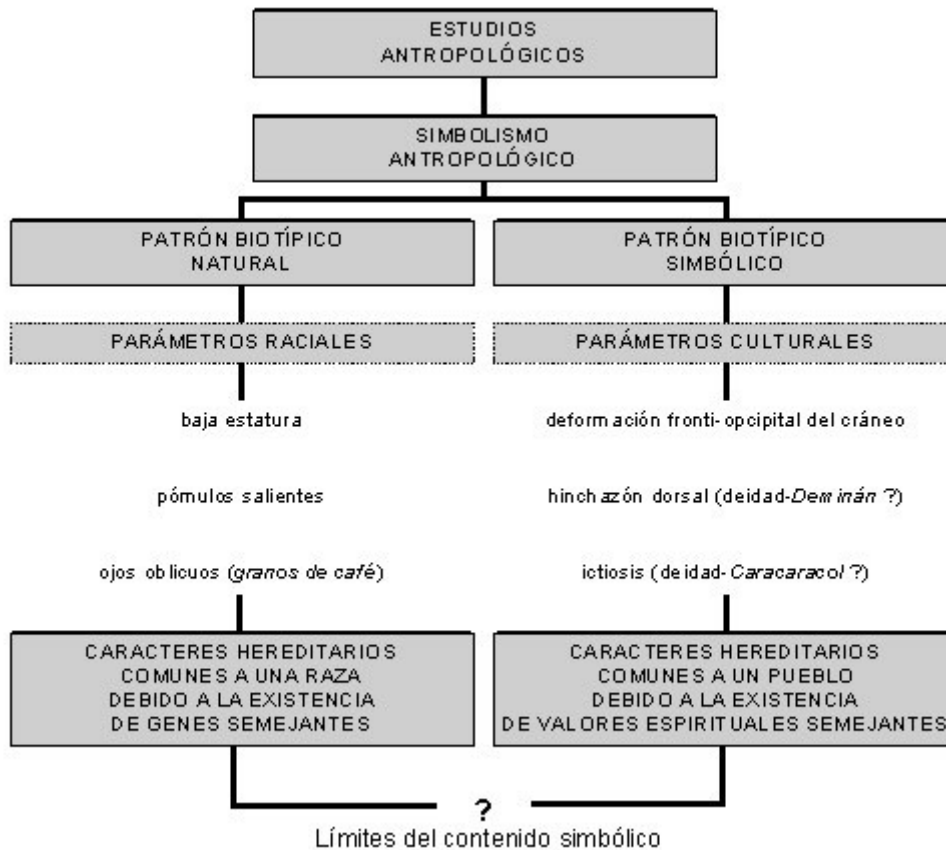 ESTUDIOS
ANTROPOLÓGICOS
SIMBOLISMO
ANTROPOLÓGICO
PATRÓN BIOTÍPICO
NATURAL
PATRÓN BIOTÍPICO
SIMBÓLICO
PARÁMETROS RACIALES
PARÁMETROS CULTURALES
baja estatura
deformación fronti-opcipital del cráneo
pómulos salientes
hinchazón dorsal (deidad-Deminán ?)
ojos oblicuos (granos de café)
ictiosis (deidad-Caracaracol ?)
CARACTERES HEREDITARIOS
COMUNES A UNA RAZA
DEBIDO A LA EXISTENCIA
DE GENES SEMEJANTES
CARACTERES HEREDITARIOS
COMUNES A UN PUEBLO
DEBIDO A LA EXISTENCIA
DE VALORES ESPIRITUALES SEMEJANTES
?
Límites del contenido simbólico